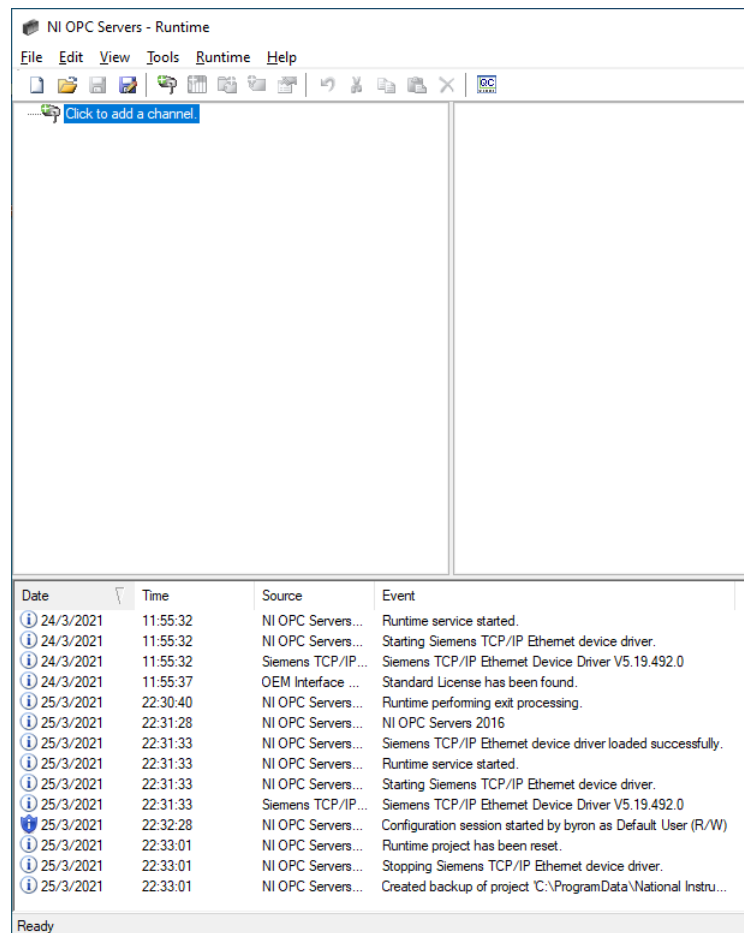 NI OPC Servers - Runtime
File Edit View Tools Runtime Help
QC
Click to add a channel.
Date Time Source Event
24/3/2021 11:55:32 NI OPC Servers... Runtime service started.
24/3/2021 11:55:32 NI OPC Servers... Starting Siemens TCP/IP Ethernet device driver.
24/3/2021 11:55:32 Siemens TCP/IP... Siemens TCP/IP Ethernet Device Driver V5.19.492.0
24/3/2021 11:55:37 OEM Interface ... Standard License has been found.
25/3/2021 22:30:40 NI OPC Servers... Runtime performing exit processing.
25/3/2021 22:31:28 NI OPC Servers... NI OPC Servers 2016
25/3/2021 22:31:33 NI OPC Servers... Siemens TCP/IP Ethernet device driver loaded successfully.
25/3/2021 22:31:33 NI OPC Servers... Runtime service started.
25/3/2021 22:31:33 NI OPC Servers... Starting Siemens TCP/IP Ethernet device driver.
25/3/2021 22:31:33 Siemens TCP/IP... Siemens TCP/IP Ethernet Device Driver V5.19.492.0
25/3/2021 22:32:28 NI OPC Servers... Configuration session started by byron as Default User (R/W)
25/3/2021 22:33:01 NI OPC Servers... Runtime project has been reset.
25/3/2021 22:33:01 NI OPC Servers... Stopping Siemens TCP/IP Ethernet device driver.
25/3/2021 22:33:01 NI OPC Servers... Created backup of project 'C:\ProgramData\National Instru...
Ready